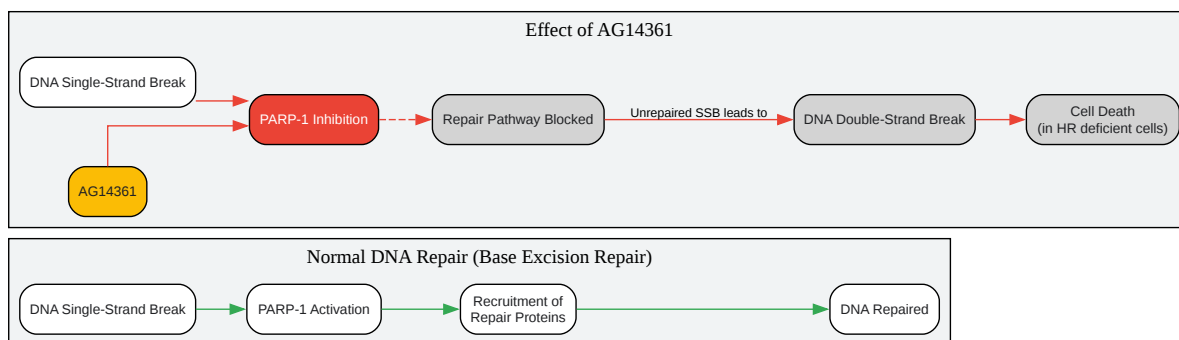 Effect of AG14361
DNA Single-Strand Break
PARP-1 Inhibition
Repair Pathway Blocked
Unrepaired SSB leads to
DNA Double-Strand Break
Cell Death
(in HR deficient cells)
AG14361
Normal DNA Repair (Base Excision Repair)
DNA Single-Strand Break
PARP-1 Activation
Recruitment of
Repair Proteins
DNA Repaired